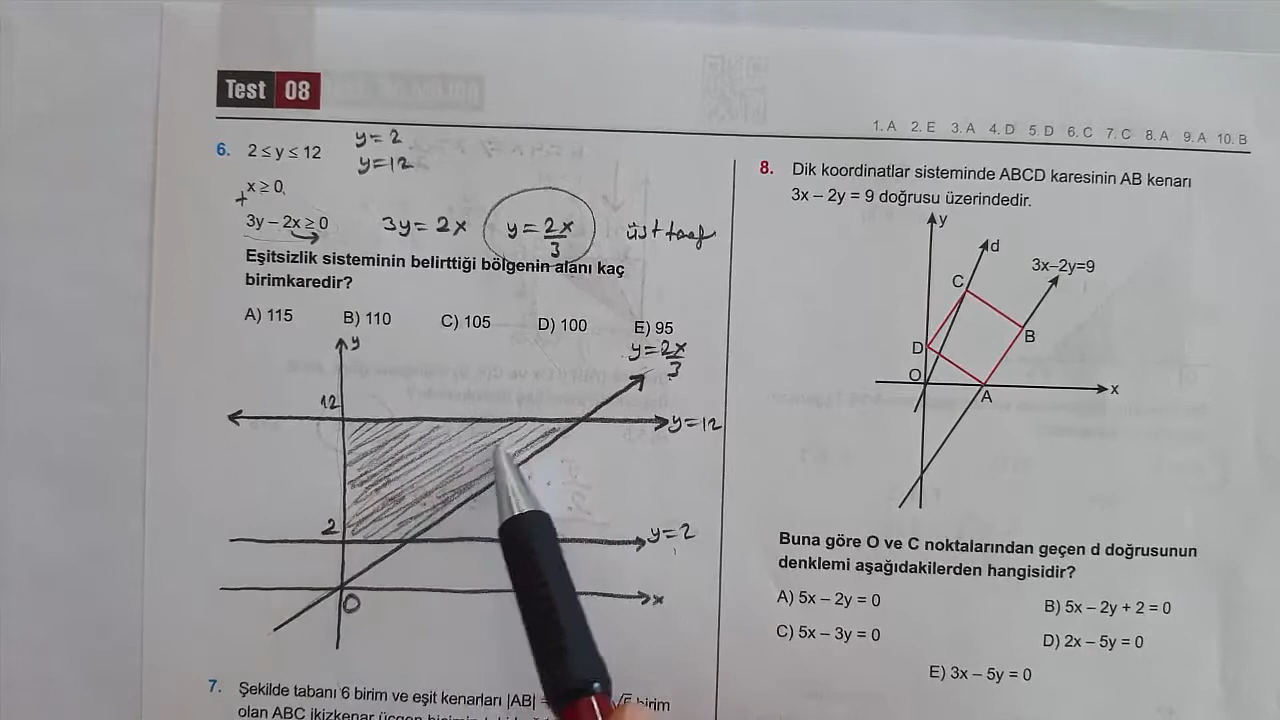 Test 08
1. A 2. E 3. A 4. D 5. D 6. C 7. C 8. A 9. A 10. B
6. 2 ≤ y ≤ 12
y = 2
y = 12
x ≥ 0,
+
3y – 2x ≥ 0
3y = 2x
y = 2x/3
üst taraf
Eşitsizlik sisteminin belirttiği bölgenin alanı kaç
birimkaredir?
A) 115 B) 110 C) 105 D) 100 E) 95
y
y = 2x/3
12
y = 12
2
y = 2
O
x
7. Şekilde tabanı 6 birim ve eşit kenarları |AB| = birim
olan ABC ikizkenar üçgen
8. Dik koordinatlar sisteminde ABCD karesinin AB kenarı
3x – 2y = 9 doğrusu üzerindedir.
y
d
3x–2y=9
C
B
D
O
A
x
Buna göre O ve C noktalarından geçen d doğrusunun
denklemi aşağıdakilerden hangisidir?
A) 5x – 2y = 0 B) 5x – 2y + 2 = 0
C) 5x – 3y = 0 D) 2x – 5y = 0
E) 3x – 5y = 0